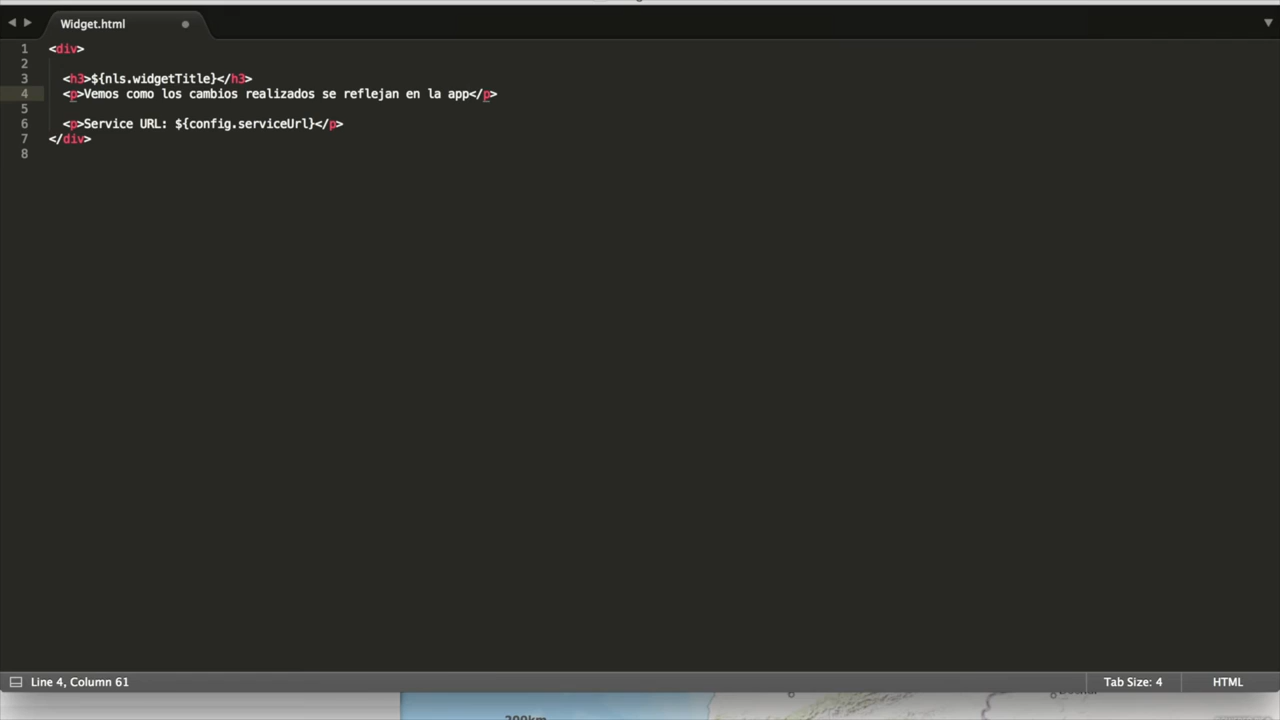 Widget.html
1 <div>
2
3 <h3>${nls.widgetTitle}</h3>
4 <p>Vemos como los cambios realizados se reflejan en la app</p>
5
6 <p>Service URL: ${config.serviceUrl}</p>
7 </div>
8
Line 4, Column 61 Tab Size: 4 HTML
200km